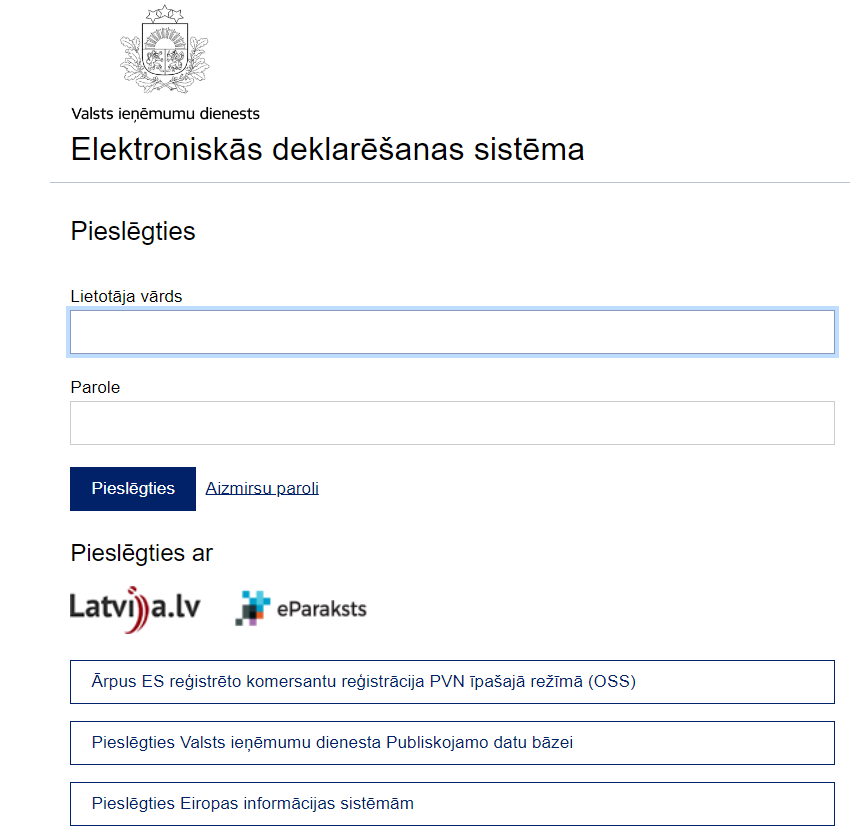 Valsts ieņēmumu dienests
Elektroniskās deklarēšanas sistēma
Pieslēgties
Lietotāja vārds
Parole
Pieslēgties Aizmirsu paroli
Pieslēgties ar
Latvija.lv eParaksts
Ārpus ES reģistrēto komersantu reģistrācija PVN īpašajā režīmā (OSS)
Pieslēgties Valsts ieņēmumu dienesta Publiskojamo datu bāzei
Pieslēgties Eiropas informācijas sistēmām